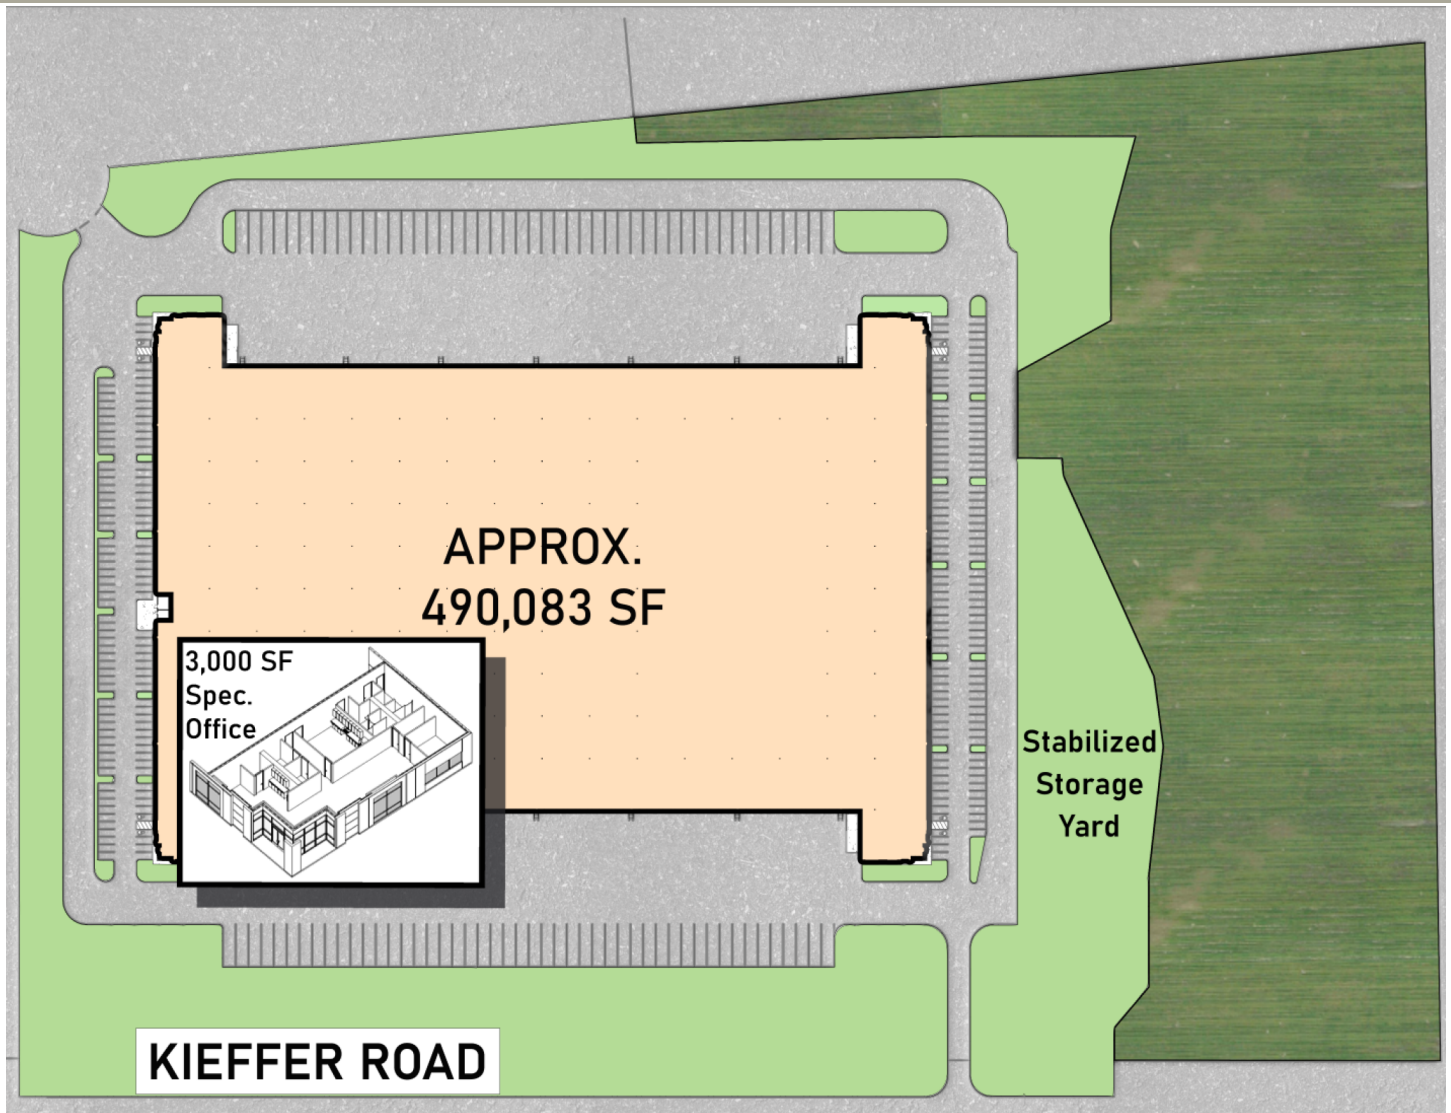 APPROX.
490,083 SF
3,000 SF
Spec.
Office
Stabilized
Storage
Yard
KIEFFER ROAD